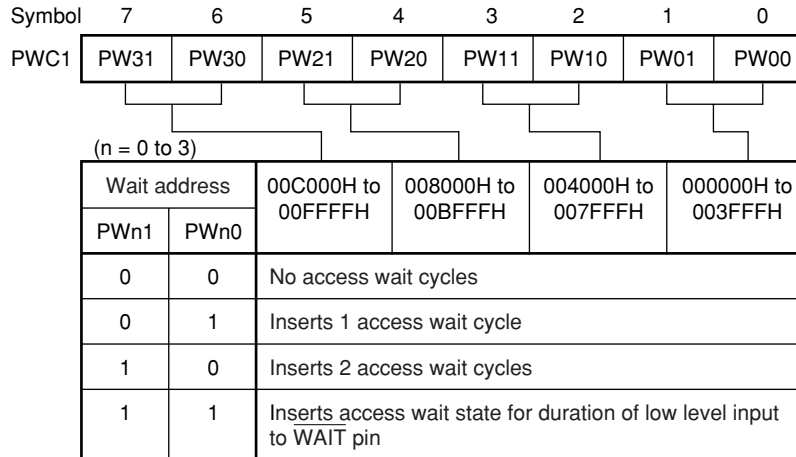 Symbol 7 6 5 4 3 2 1 0
PWC1 PW31 PW30 PW21 PW20 PW11 PW10 PW01 PW00
(n = 0 to 3)
Wait address
00C000H to
00FFFFH
008000H to
00BFFFH
004000H to
007FFFH
000000H to
003FFFH
PWn1 PWn0
0 0 No access wait cycles
0 1 Inserts 1 access wait cycle
1 0 Inserts 2 access wait cycles
1 1 Inserts access wait state for duration of low level input
to WAIT pin